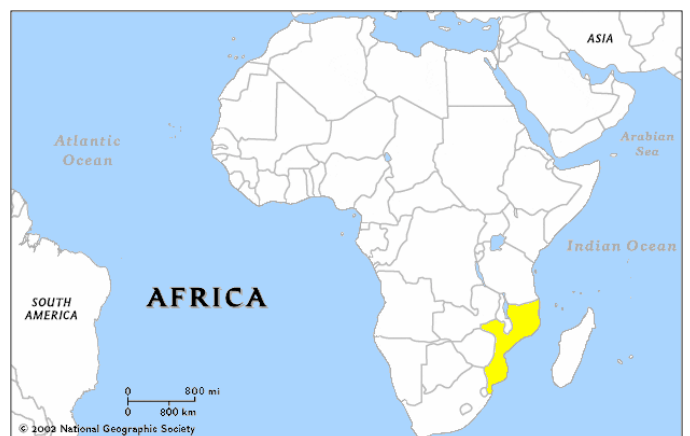 ASIA
Atlantic
Ocean
Arabian
Sea
Indian Ocean
AFRICA
SOUTH
AMERICA
0 800 mi
0 800 km
© 2002 National Geographic Society